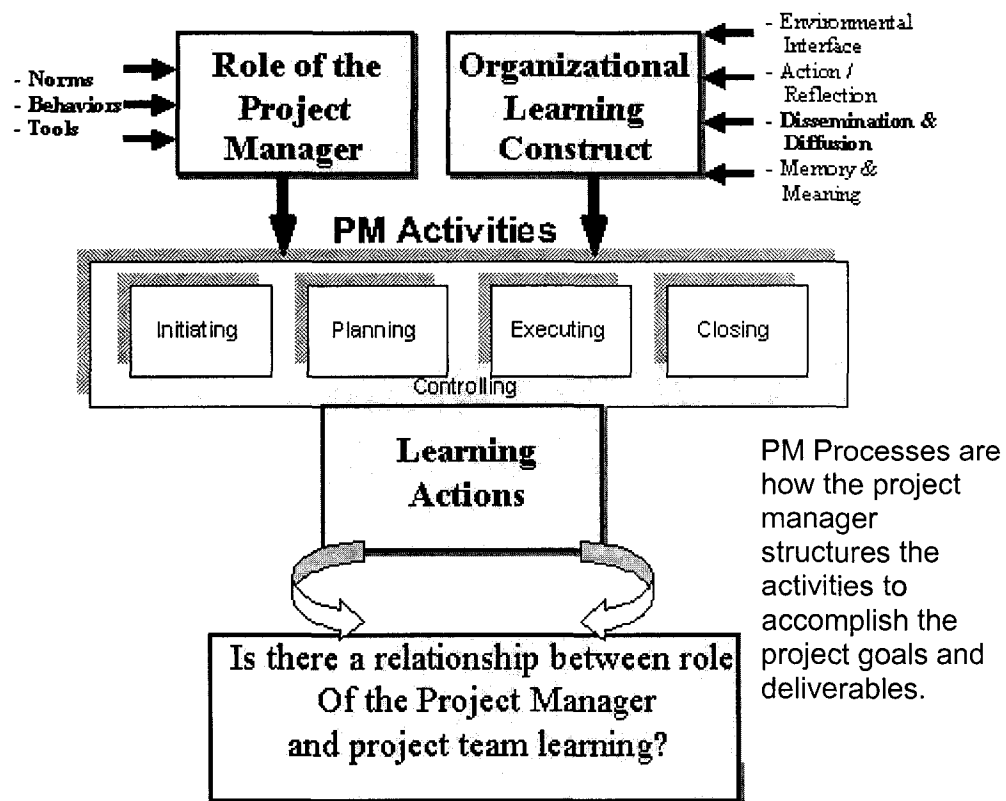 - Norms
- Behaviors
- Tools
Role of the
Project
Manager
Organizational
Learning
Construct
- Environmental
Interface
- Action /
Reflection
- Dissemination &
Diffusion
- Memory &
Meaning
PM Activities
Initiating
Planning
Executing
Closing
Controlling
Learning
Actions
PM Processes are
how the project
manager
structures the
activities to
accomplish the
project goals and
deliverables.
Is there a relationship between role
Of the Project Manager
and project team learning?